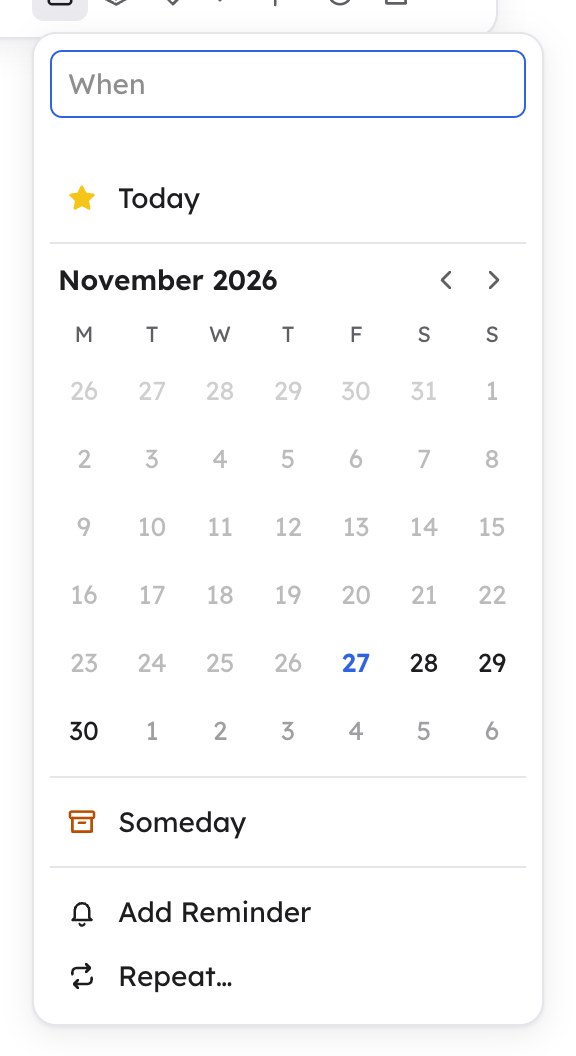 When
Today
November 2026
M T W T F S S
26 27 28 29 30 31 1
2 3 4 5 6 7 8
9 10 11 12 13 14 15
16 17 18 19 20 21 22
23 24 25 26 27 28 29
30 1 2 3 4 5 6
Someday
Add Reminder
Repeat...